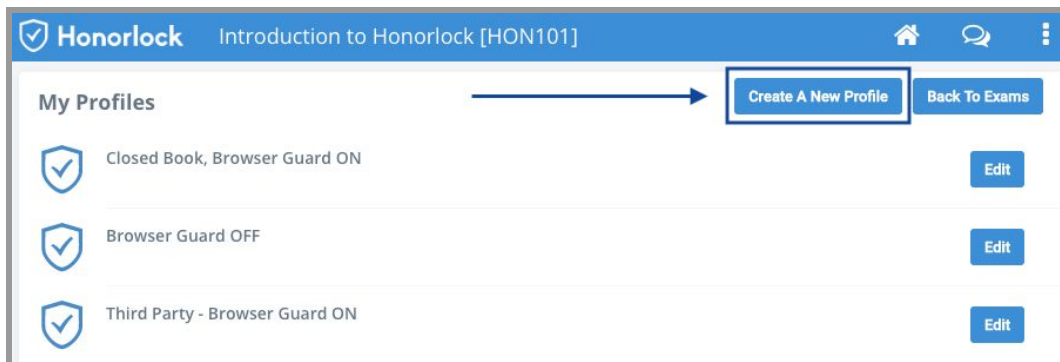 Honorlock Introduction to Honorlock [HON101]
My Profiles Create A New Profile Back To Exams
Closed Book, Browser Guard ON Edit
Browser Guard OFF Edit
Third Party - Browser Guard ON Edit